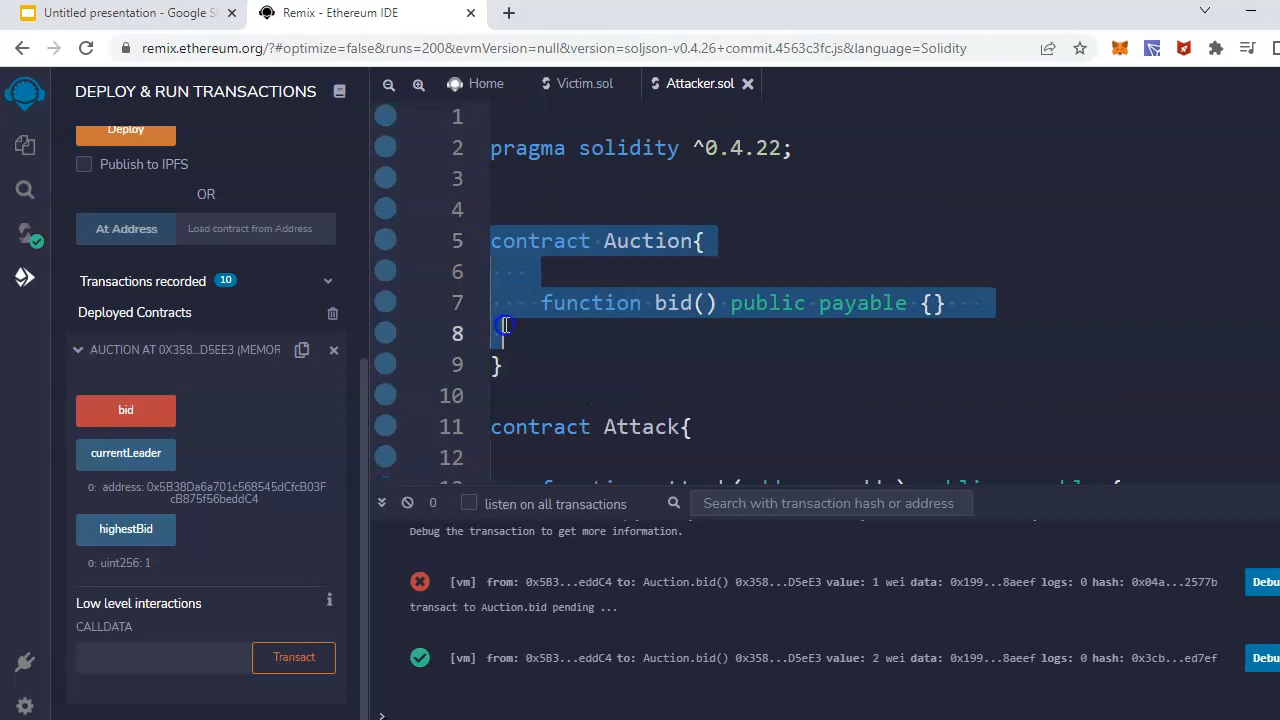 Untitled presentation - Google S
Remix - Ethereum IDE
remix.ethereum.org/?#optimize=false&runs=200&evmVersion=null&version=soljson-v0.4.26+commit.4563c3fc.js&language=Solidity
DEPLOY & RUN TRANSACTIONS
Deploy
Publish to IPFS
OR
At Address
Load contract from Address
Transactions recorded 10
Deployed Contracts
AUCTION AT 0X358...D5EE3 (MEMOR
bid
currentLeader
0: address: 0x5B38Da6a701c568545dCfcB03F
cB875f56beddC4
highestBid
0: uint256: 1
Low level interactions
CALLDATA
Transact
Home
Victim.sol
Attacker.sol
1
2 pragma solidity ^0.4.22;
3
4
5 contract Auction{
6
7 function bid() public payable {}
8
9 }
10
11 contract Attack{
12
0
listen on all transactions
Search with transaction hash or address
Debug the transaction to get more information.
[vm] from: 0x5B3...eddC4 to: Auction.bid() 0x358...D5eE3 value: 1 wei data: 0x199...8aeef logs: 0 hash: 0x04a...2577b
Debu
transact to Auction.bid pending ...
[vm] from: 0x5B3...eddC4 to: Auction.bid() 0x358...D5eE3 value: 2 wei data: 0x199...8aeef logs: 0 hash: 0x3cb...ed7ef
Debu
>